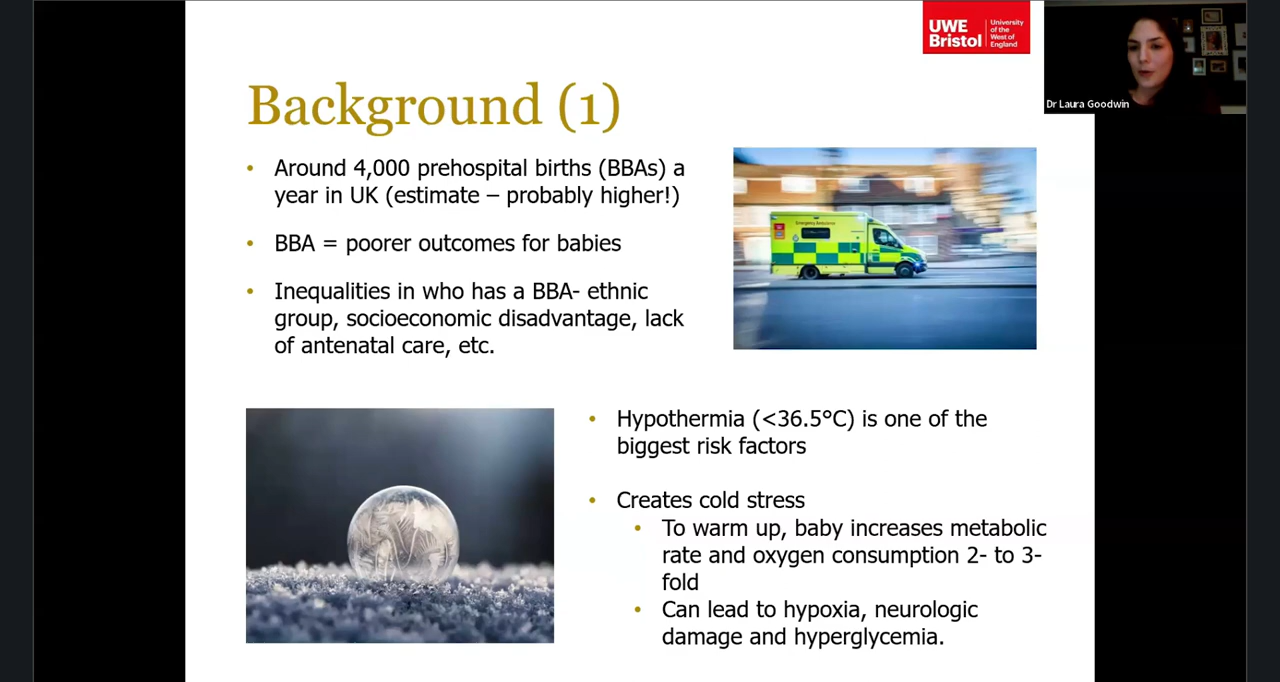 UWE
Bristol
University
of the
West of
England
Dr Laura Goodwin
Background (1)
• Around 4,000 prehospital births (BBAs) a
year in UK (estimate – probably higher!)
• BBA = poorer outcomes for babies
• Inequalities in who has a BBA- ethnic
group, socioeconomic disadvantage, lack
of antenatal care, etc.
• Hypothermia (<36.5°C) is one of the
biggest risk factors
• Creates cold stress
• To warm up, baby increases metabolic
rate and oxygen consumption 2- to 3-
fold
• Can lead to hypoxia, neurologic
damage and hyperglycemia.